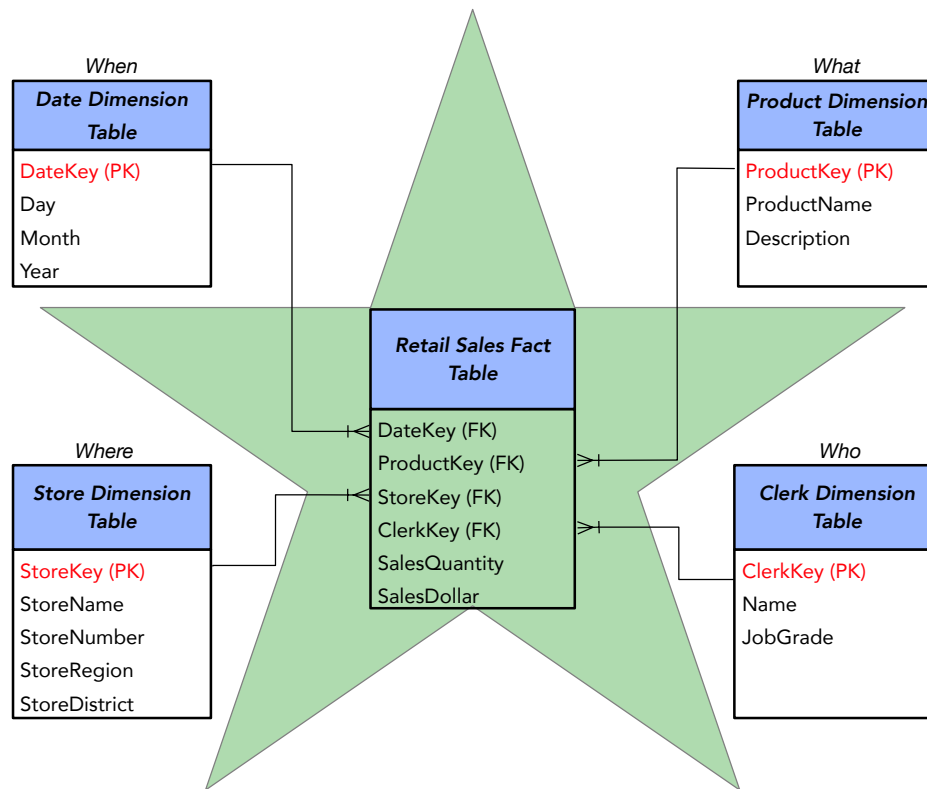 When
Date Dimension
Table
DateKey (PK)
Day
Month
Year
What
Product Dimension
Table
ProductKey (PK)
ProductName
Description
Retail Sales Fact
Table
DateKey (FK)
ProductKey (FK)
StoreKey (FK)
ClerkKey (FK)
SalesQuantity
SalesDollar
Where
Store Dimension
Table
StoreKey (PK)
StoreName
StoreNumber
StoreRegion
StoreDistrict
Who
Clerk Dimension
Table
ClerkKey (PK)
Name
JobGrade